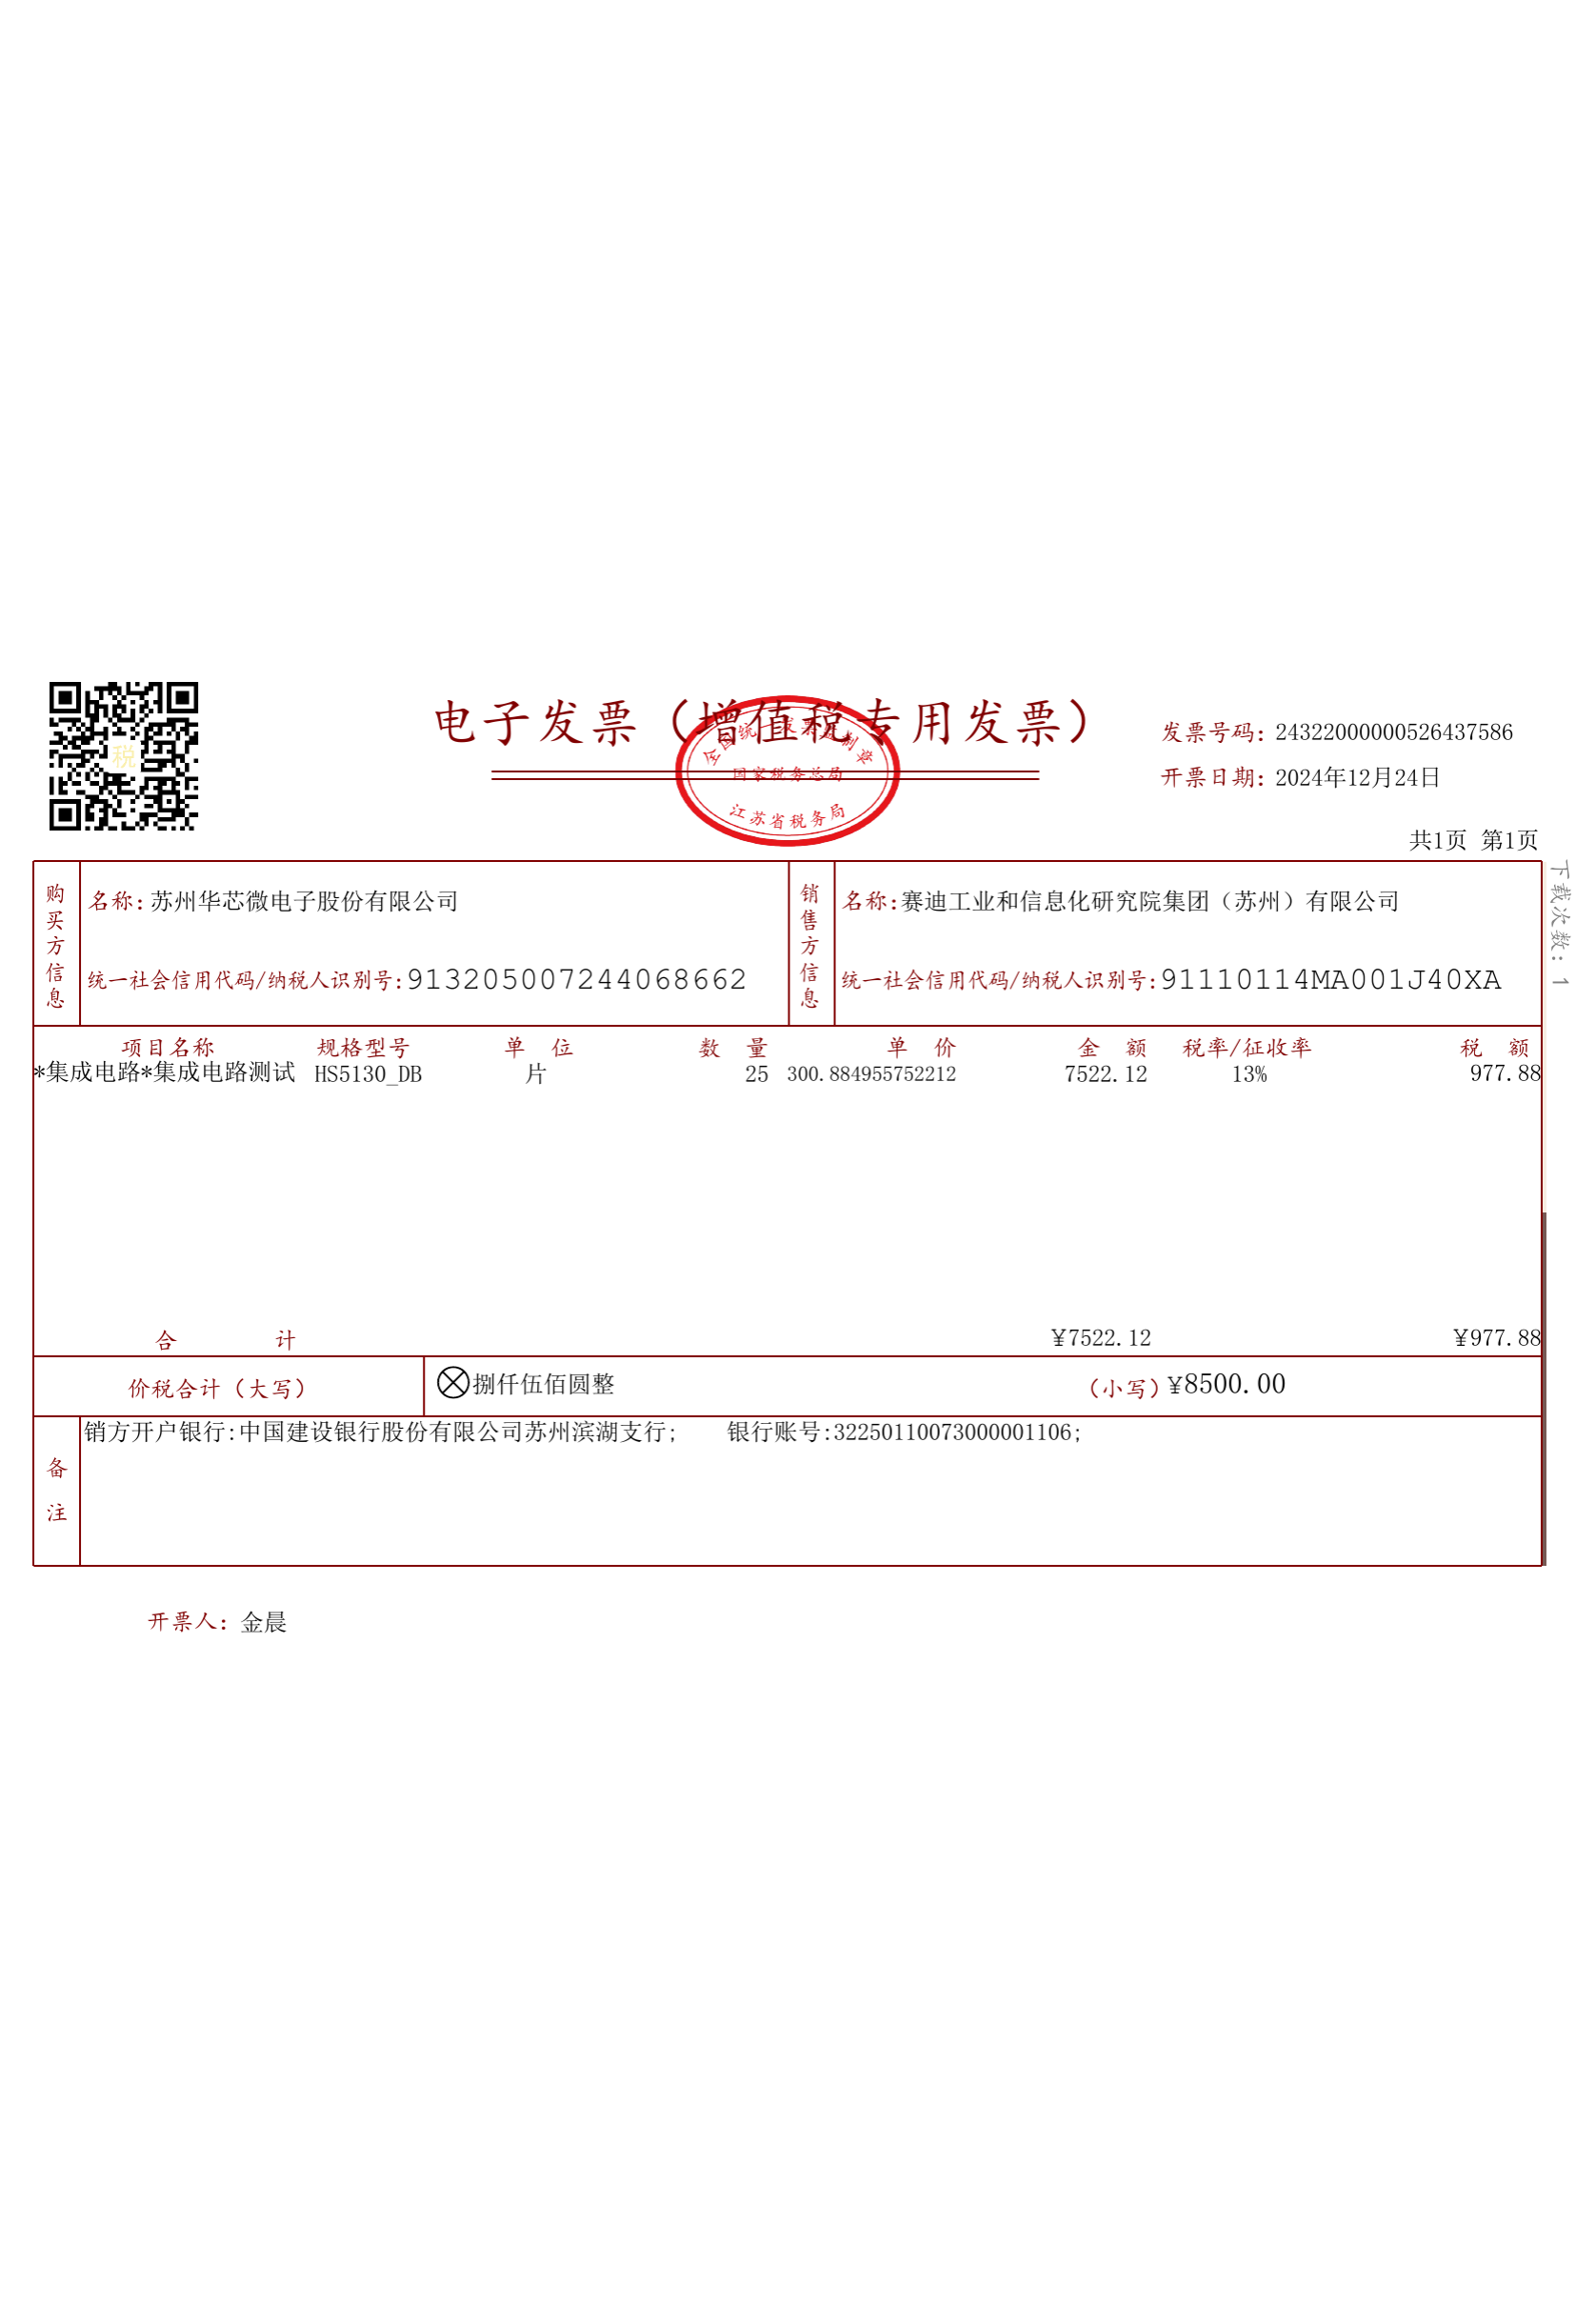 电子发票（增值税专用发票）
全国统一发票监制章
国家税务总局
江苏省税务局
税
发票号码: 24322000000526437586
开票日期: 2024年12月24日
共1页 第1页
购买方信息
名称: 苏州华芯微电子股份有限公司
统一社会信用代码/纳税人识别号: 913205007244068662
销售方信息
名称: 赛迪工业和信息化研究院集团（苏州）有限公司
统一社会信用代码/纳税人识别号: 91110114MA001J40XA
下载次数: 1
项目名称 规格型号 单 位 数 量 单 价 金 额 税率/征收率 税 额
*集成电路*集成电路测试 HS5130_DB 片 25 300.884955752212 7522.12 13% 977.88
合 计 ¥7522.12 ¥977.88
价税合计（大写） 捌仟伍佰圆整 （小写）¥8500.00
备注
销方开户银行:中国建设银行股份有限公司苏州滨湖支行; 银行账号:32250110073000001106;
开票人: 金晨